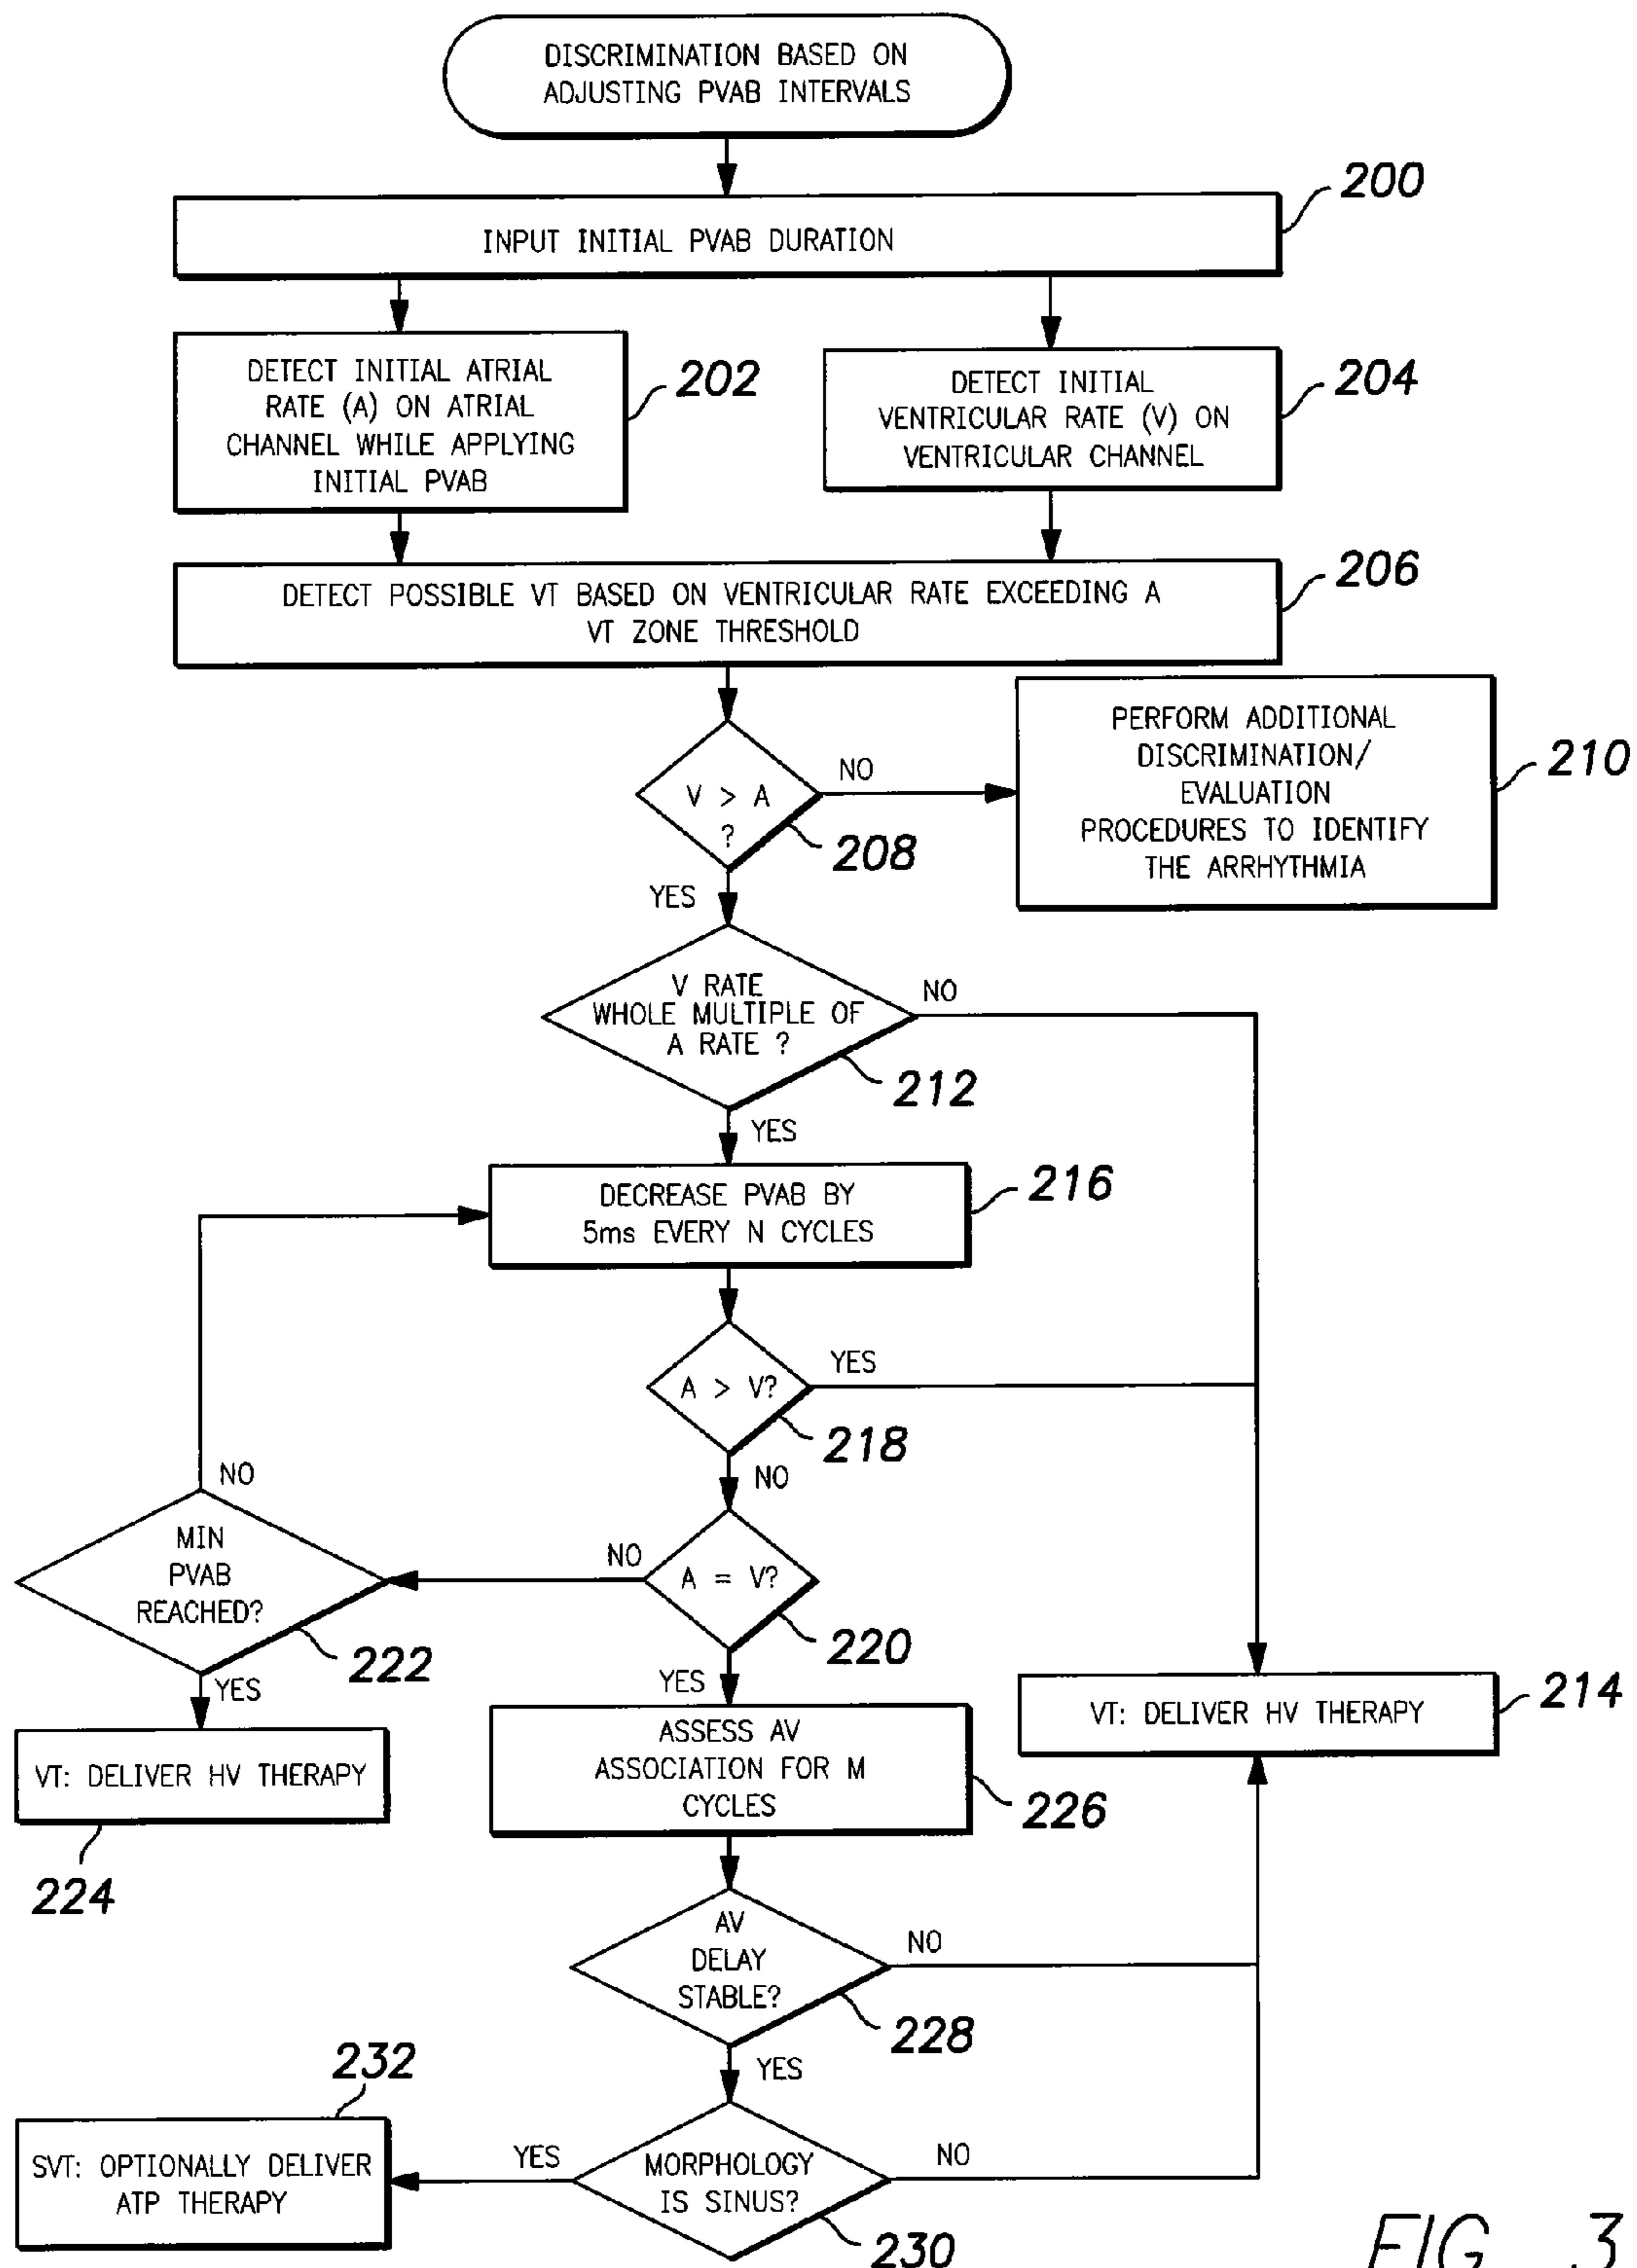 DISCRIMINATION BASED ON
ADJUSTING PVAB INTERVALS
200
INPUT INITIAL PVAB DURATION
DETECT INITIAL ATRIAL
RATE (A) ON ATRIAL
CHANNEL WHILE APPLYING
INITIAL PVAB
202
DETECT INITIAL
VENTRICULAR RATE (V) ON
VENTRICULAR CHANNEL
204
DETECT POSSIBLE VT BASED ON VENTRICULAR RATE EXCEEDING A
VT ZONE THRESHOLD
206
V > A
?
208
NO
YES
PERFORM ADDITIONAL
DISCRIMINATION/
EVALUATION
PROCEDURES TO IDENTIFY
THE ARRHYTHMIA
210
V RATE
WHOLE MULTIPLE OF
A RATE ?
212
NO
YES
DECREASE PVAB BY
5ms EVERY N CYCLES
216
A > V?
218
YES
NO
A = V?
220
NO
YES
MIN
PVAB
REACHED?
222
NO
YES
VT: DELIVER HV THERAPY
224
VT: DELIVER HV THERAPY
214
ASSESS AV
ASSOCIATION FOR M
CYCLES
226
AV
DELAY
STABLE?
228
NO
YES
MORPHOLOGY
IS SINUS?
230
YES
NO
232
SVT: OPTIONALLY DELIVER
ATP THERAPY
FIG. 3